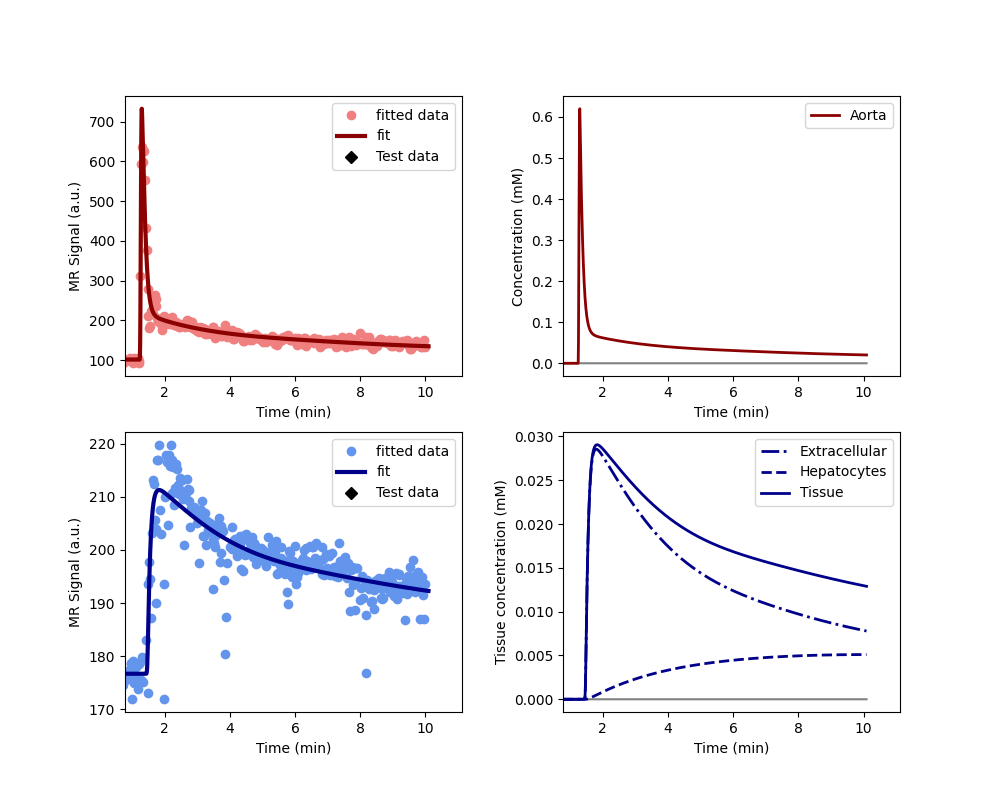 700
600
500
400
300
200
100
MR Signal (a.u.)
2 4 6 8 10
Time (min)
fitted data
fit
Test data
0.6
0.5
0.4
0.3
0.2
0.1
0.0
Concentration (mM)
2 4 6 8 10
Time (min)
Aorta
220
210
200
190
180
170
MR Signal (a.u.)
2 4 6 8 10
Time (min)
fitted data
fit
Test data
0.030
0.025
0.020
0.015
0.010
0.005
0.000
Tissue concentration (mM)
2 4 6 8 10
Time (min)
Extracellular
Hepatocytes
Tissue